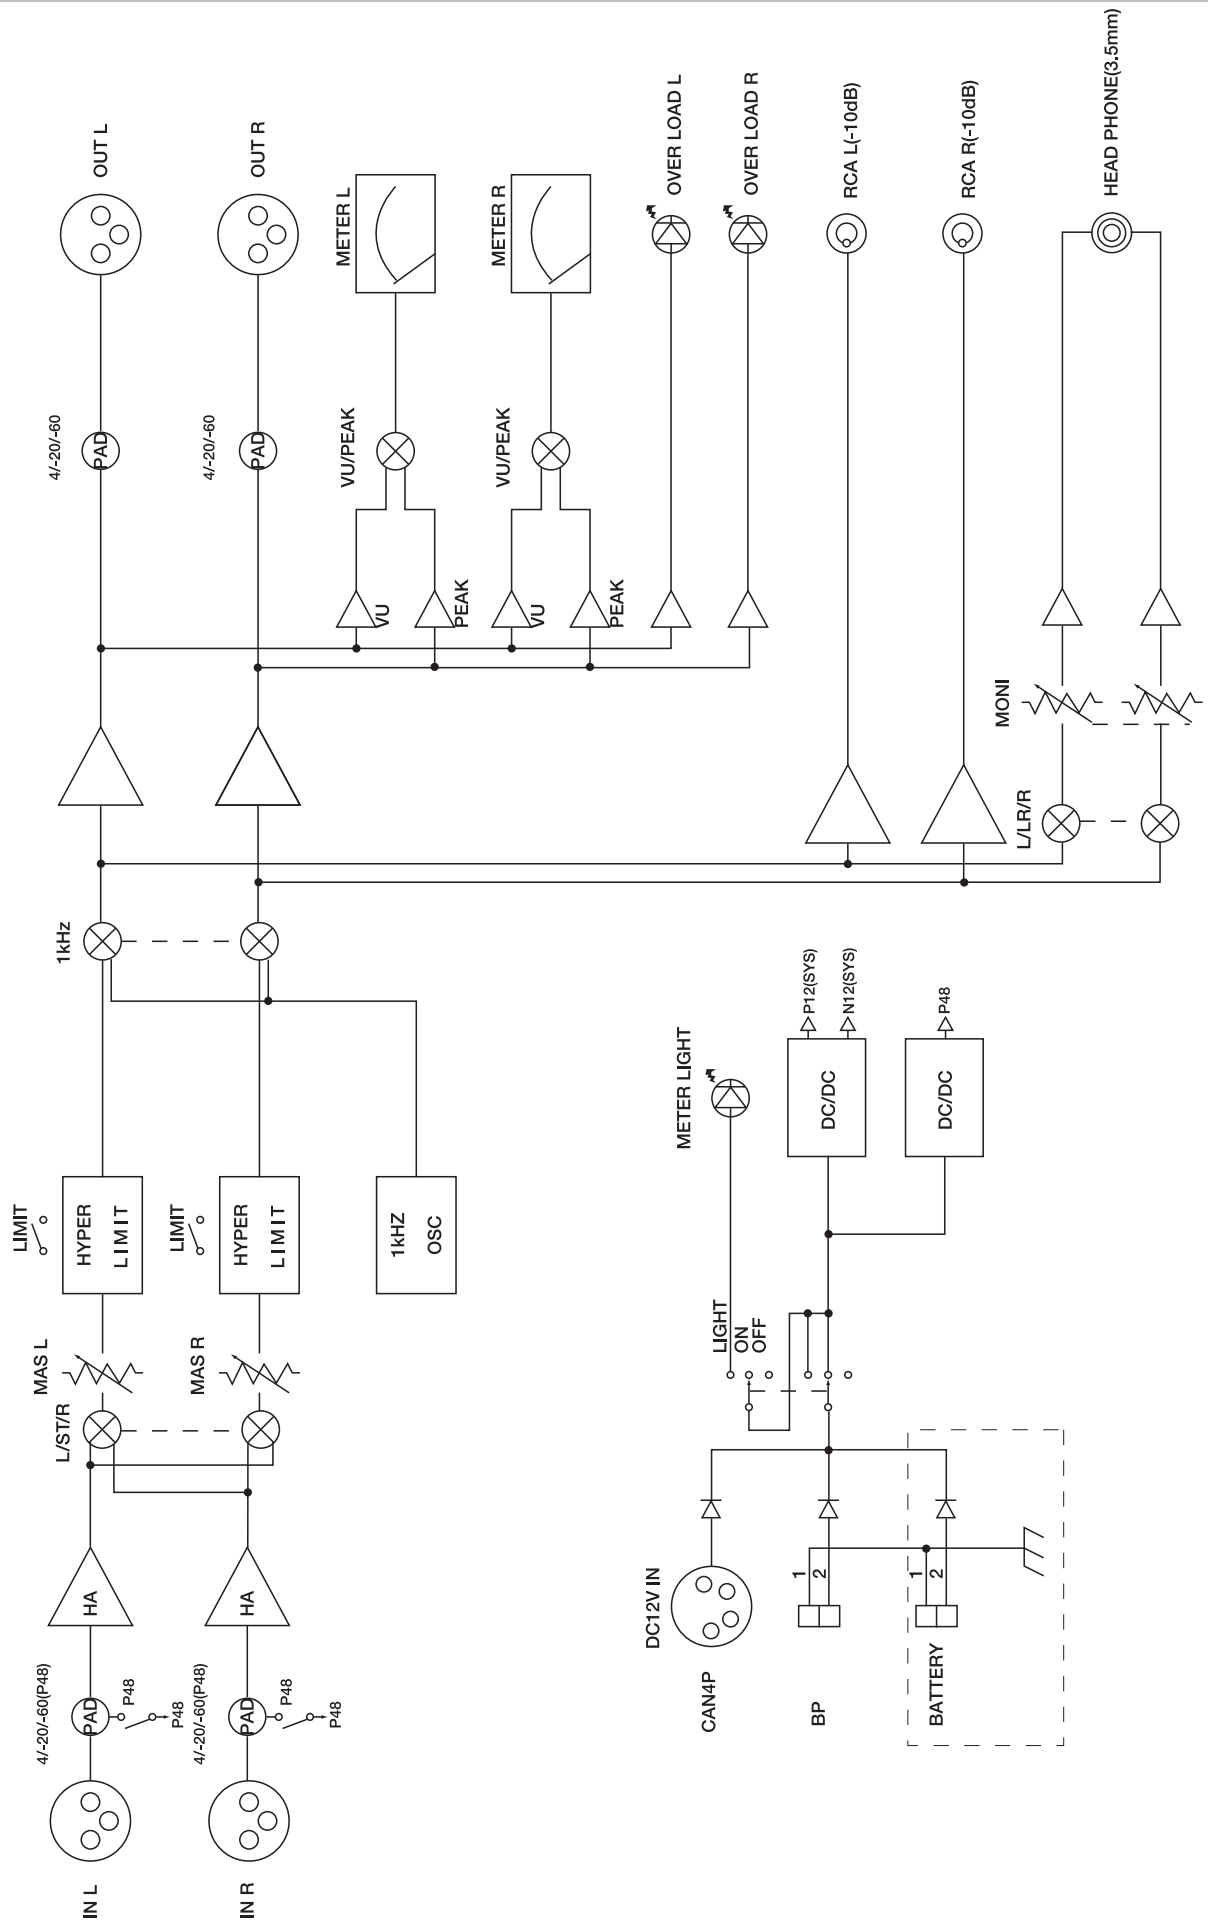 IN L
4/-20/-60(P48)
PAD
P48
P48
HA
L/ST/R
MAS L
LIMIT
HYPER
LIMIT
1kHz
4/-20/-60
PAD
OUT L
IN R
4/-20/-60(P48)
PAD
P48
P48
HA
MAS R
LIMIT
HYPER
LIMIT
4/-20/-60
PAD
OUT R
1kHZ
OSC
VU
PEAK
VU/PEAK
METER L
VU
PEAK
VU/PEAK
METER R
OVER LOAD L
OVER LOAD R
RCA L(-10dB)
RCA R(-10dB)
L/LR/R
MONI
HEAD PHONE(3.5mm)
CAN4P
DC12V IN
LIGHT
ON
OFF
METER LIGHT
BP
1
2
DC/DC
P12(SYS)
N12(SYS)
BATTERY
1
2
DC/DC
P48